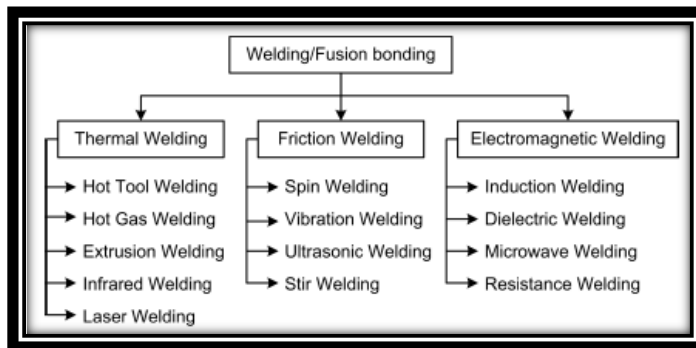 Welding/Fusion bonding
Thermal Welding
Hot Tool Welding
Hot Gas Welding
Extrusion Welding
Infrared Welding
Laser Welding
Friction Welding
Spin Welding
Vibration Welding
Ultrasonic Welding
Stir Welding
Electromagnetic Welding
Induction Welding
Dielectric Welding
Microwave Welding
Resistance Welding